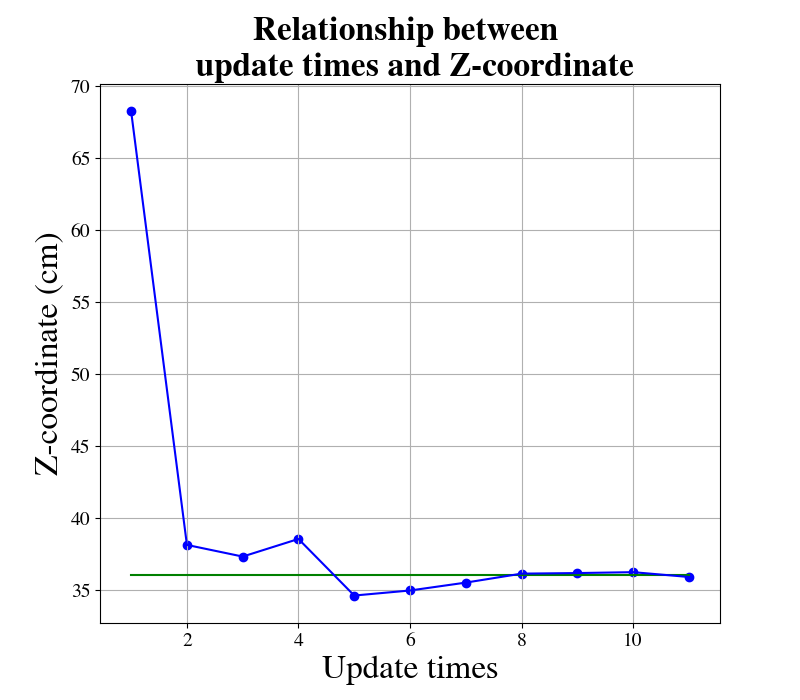 Relationship between
update times and Z-coordinate
70
65
60
55
50
45
40
35
Z-coordinate (cm)
2 4 6 8 10
Update times